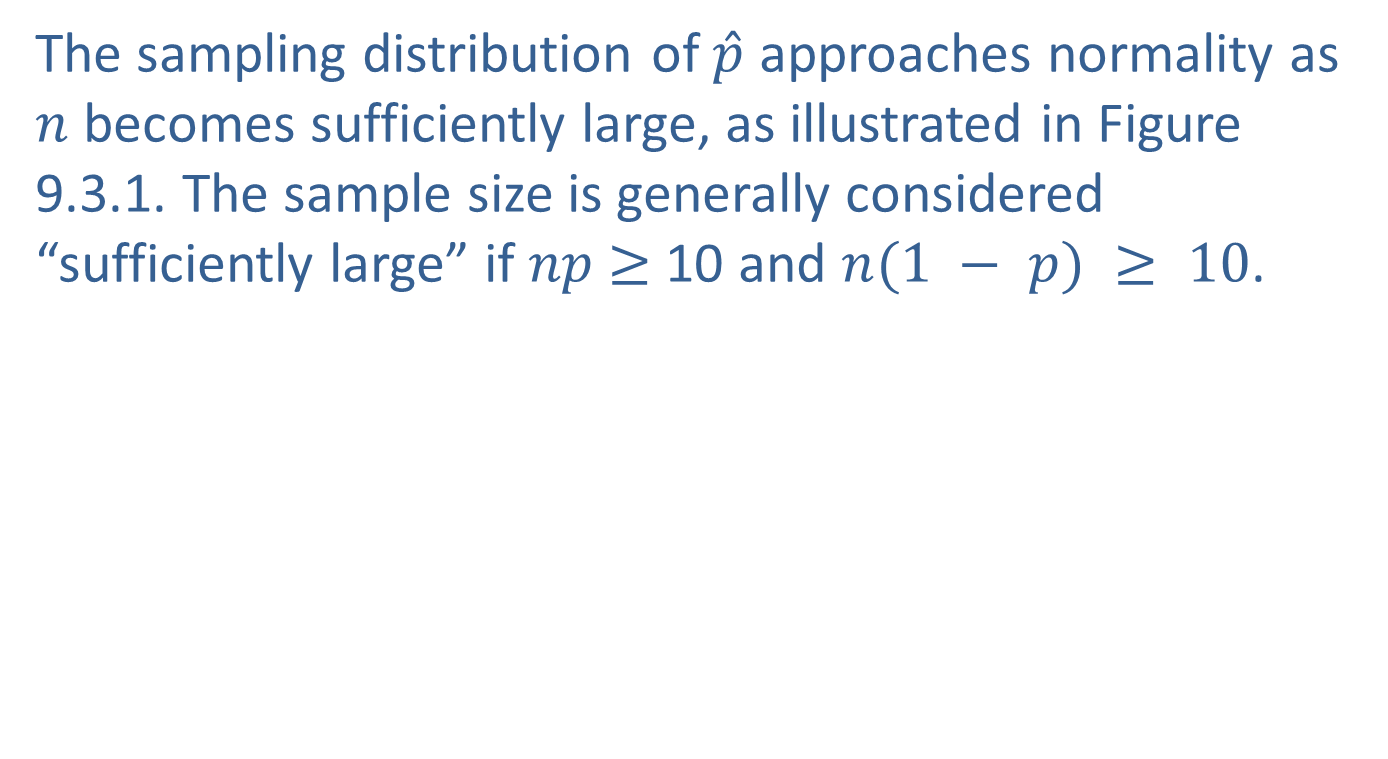 The sampling distribution of p̂ approaches normality as
n becomes sufficiently large, as illustrated in Figure
9.3.1. The sample size is generally considered
“sufficiently large” if np ≥ 10 and n(1 − p) ≥ 10.